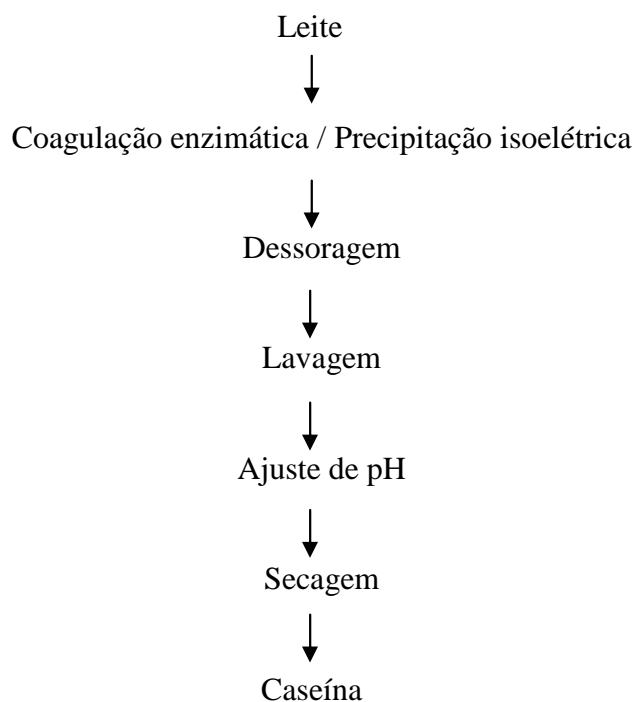 Leite
Coagulação enzimática / Precipitação isoelétrica
Dessoragem
Lavagem
Ajuste de pH
Secagem
Caseína